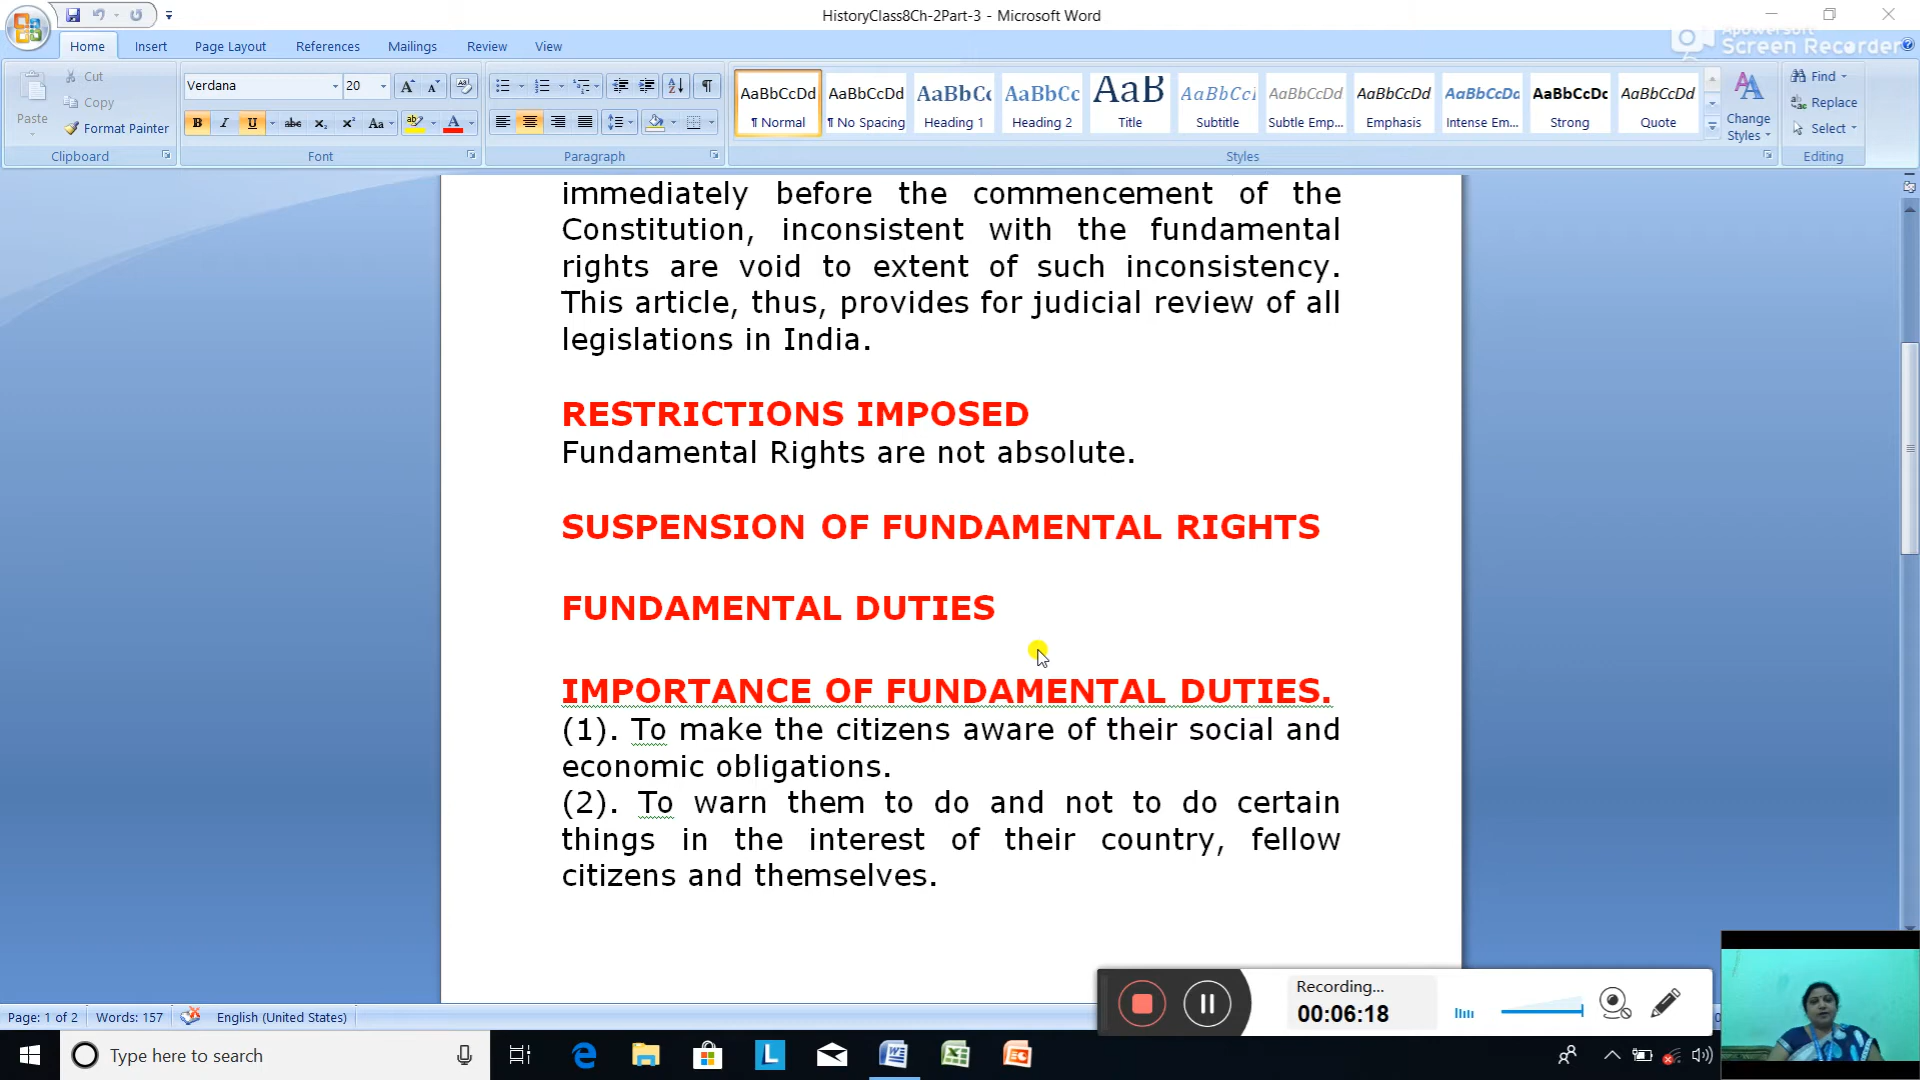 HistoryClass8Ch-2Part-3 - Microsoft Word
Apowersoft
Screen Recorder
Home Insert Page Layout References Mailings Review View
Paste
Cut
Copy
Format Painter
Clipboard
Verdana 20
Font
Paragraph
AaBbCcDd AaBbCcDd AaBbCc AaBbCc AaB AaBbCcI AaBbCcDd AaBbCcDd AaBbCcDd AaBbCcDc AaBbCcDd
¶ Normal ¶ No Spacing Heading 1 Heading 2 Title Subtitle Subtle Emp... Emphasis Intense Em... Strong Quote
Change
Styles
Styles
Find
Replace
Select
Editing
immediately before the commencement of the
Constitution, inconsistent with the fundamental
rights are void to extent of such inconsistency.
This article, thus, provides for judicial review of all
legislations in India.
RESTRICTIONS IMPOSED
Fundamental Rights are not absolute.
SUSPENSION OF FUNDAMENTAL RIGHTS
FUNDAMENTAL DUTIES
IMPORTANCE OF FUNDAMENTAL DUTIES.
(1). To make the citizens aware of their social and
economic obligations.
(2). To warn them to do and not to do certain
things in the interest of their country, fellow
citizens and themselves.
Recording...
00:06:18
Page: 1 of 2 Words: 157 English (United States)
Type here to search